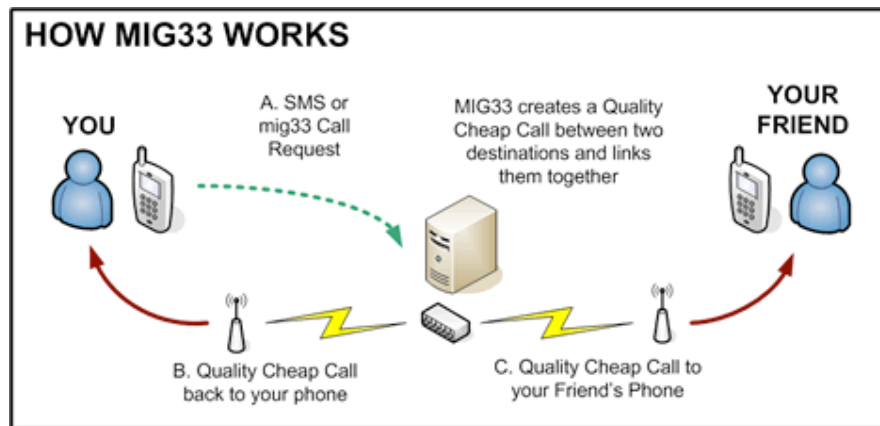 HOW MIG33 WORKS
YOU
A. SMS or
mig33 Call
Request
MIG33 creates a Quality
Cheap Call between two
destinations and links
them together
YOUR
FRIEND
B. Quality Cheap Call
back to your phone
C. Quality Cheap Call to
your Friend's Phone